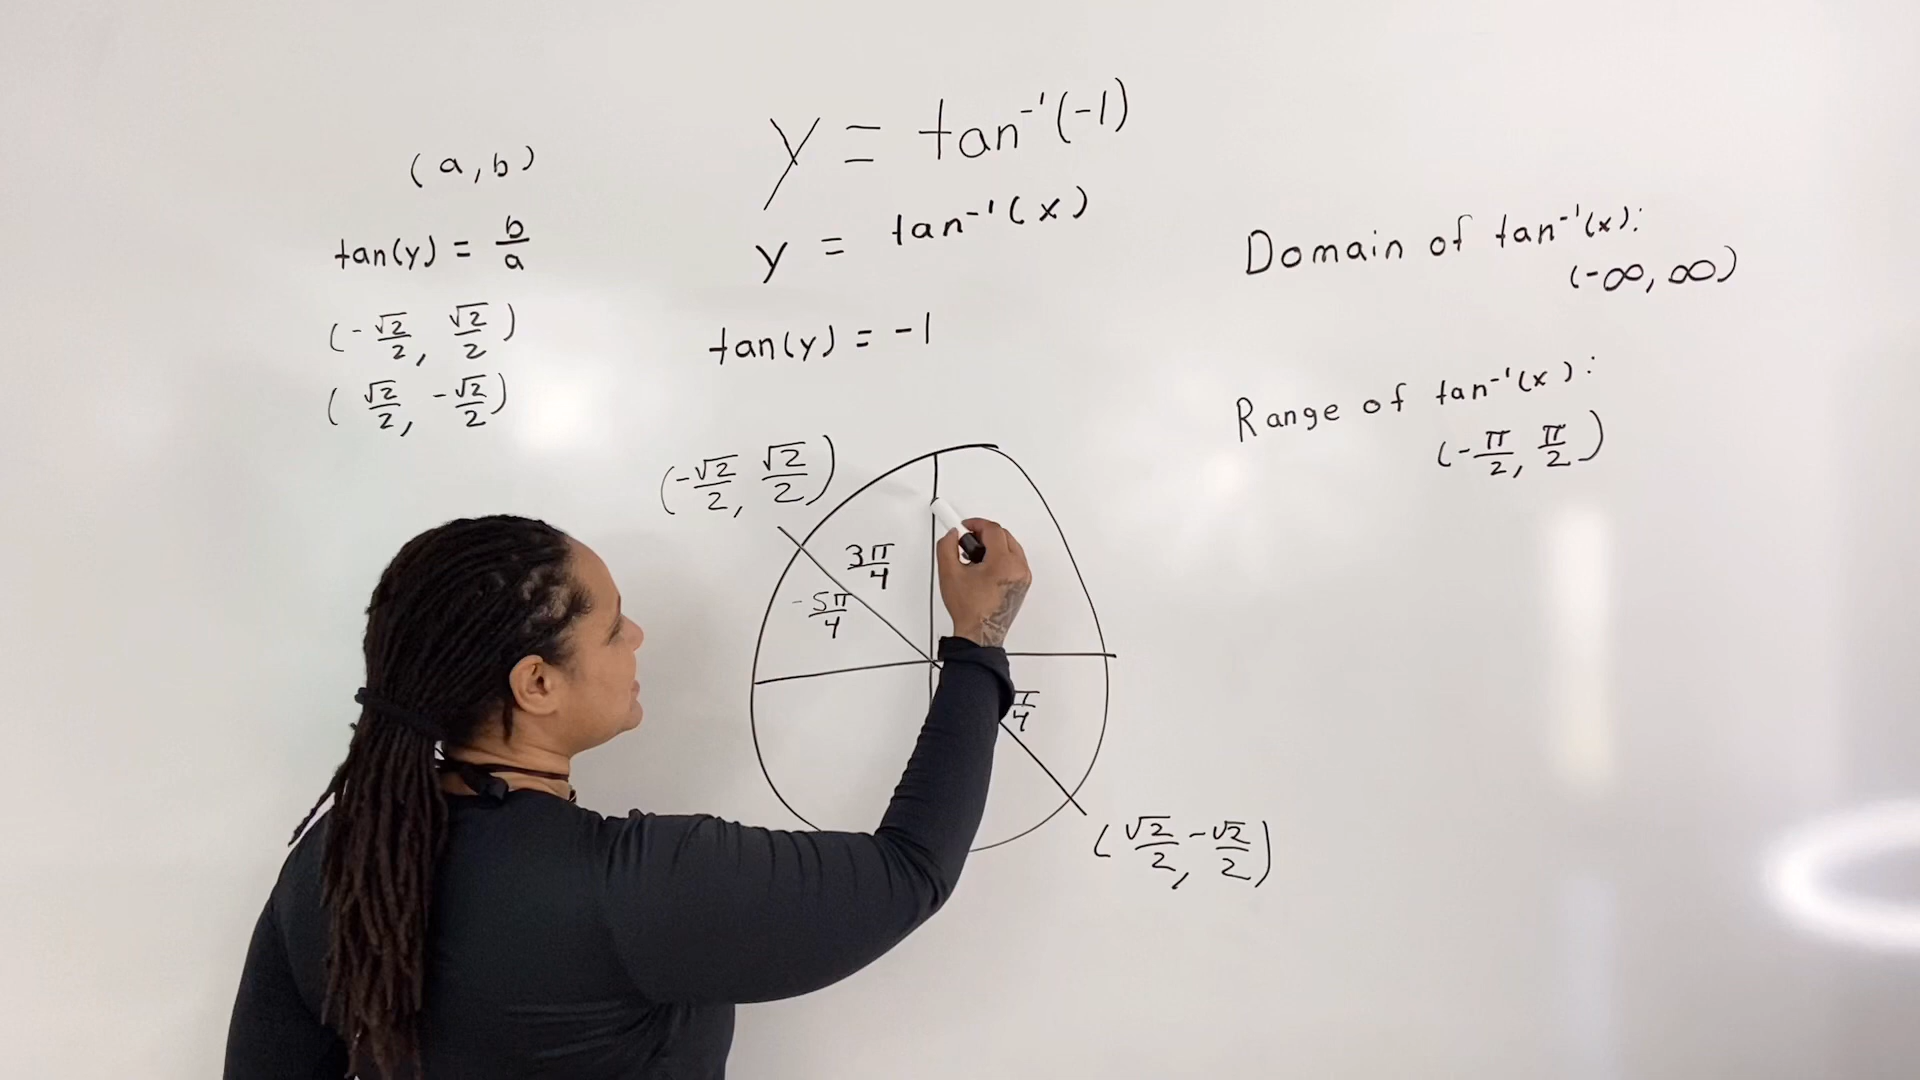 y = tan⁻¹(-1)
y = tan⁻¹(x)
tan(y) = -1
(a, b)
tan(y) = b/a
(-√2/2, √2/2)
(√2/2, -√2/2)
Domain of tan⁻¹(x):
(-∞, ∞)
Range of tan⁻¹(x):
(-π/2, π/2)
(-√2/2, √2/2)
3π/4
-5π/4
π/4
(√2/2, -√2/2)